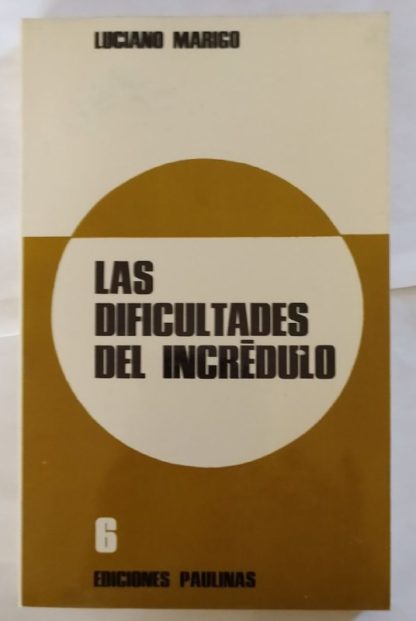 LUCIANO MARIGO
LAS
DIFICULTADES
DEL INCRÉDULO
6
EDICIONES PAULINAS